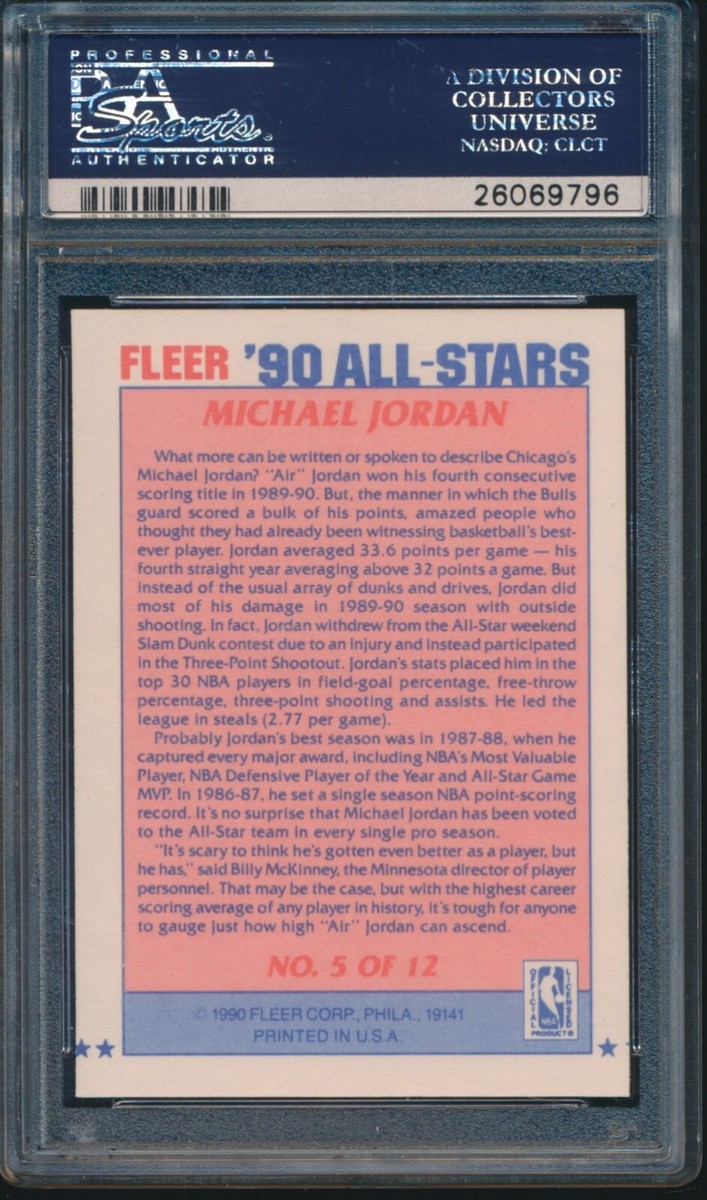 PROFESSIONAL
PSA
Sports
AUTHENTICATOR
A DIVISION OF
COLLECTORS
UNIVERSE
NASDAQ: CLCT
26069796
FLEER '90 ALL-STARS
MICHAEL JORDAN
What more can be written or spoken to describe Chicago's
Michael Jordan? "Air" Jordan won his fourth consecutive
scoring title in 1989-90. But, the manner in which the Bulls
guard scored a bulk of his points, amazed people who
thought they had already been witnessing basketball's best-
ever player. Jordan averaged 33.6 points per game — his
fourth straight year averaging above 32 points a game. But
instead of the usual array of dunks and drives, Jordan did
most of his damage in 1989-90 season with outside
shooting. In fact, Jordan withdrew from the All-Star weekend
Slam Dunk contest due to an injury and instead participated
in the Three-Point Shootout. Jordan's stats placed him in the
top 30 NBA players in field-goal percentage, free-throw
percentage, three-point shooting and assists. He led the
league in steals (2.77 per game).
Probably Jordan's best season was in 1987-88, when he
captured every major award, including NBA's Most Valuable
Player, NBA Defensive Player of the Year and All-Star Game
MVP. In 1986-87, he set a single season NBA point-scoring
record. It's no surprise that Michael Jordan has been voted
to the All-Star team in every single pro season.
"It's scary to think he's gotten even better as a player, but
he has," said Billy McKinney, the Minnesota director of player
personnel. That may be the case, but with the highest career
scoring average of any player in history, it's tough for anyone
to gauge just how high "Air" Jordan can ascend.
NO. 5 OF 12
OFFICIAL LICENSED
NBA
PRODUCT ®
© 1990 FLEER CORP., PHILA., 19141
PRINTED IN U.S.A.